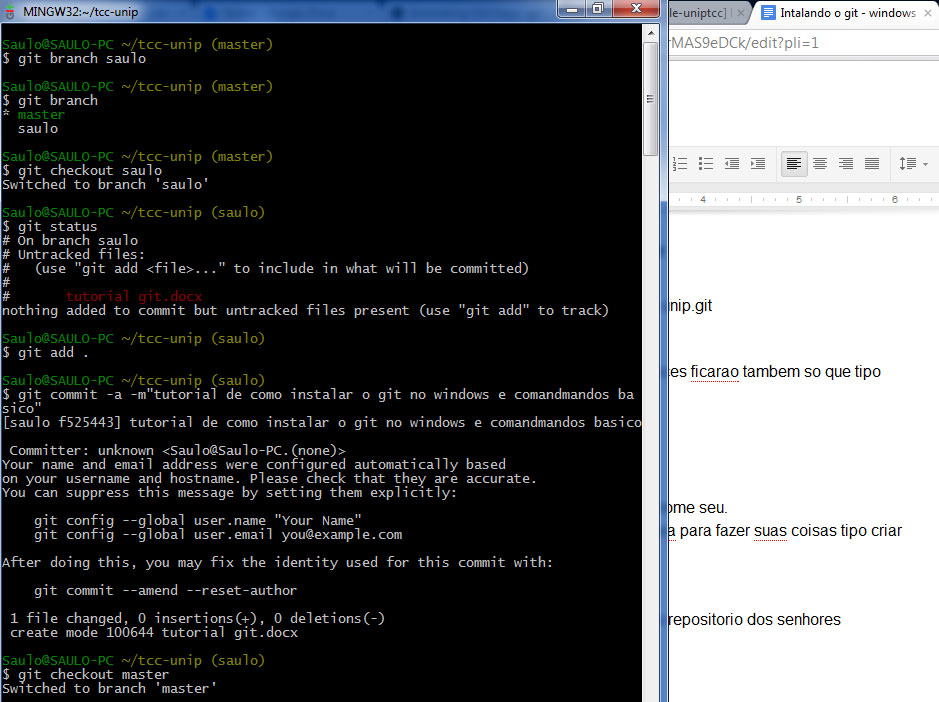 MINGW32:~/tcc-unip
Saulo@SAULO-PC ~/tcc-unip (master)
$ git branch saulo
Saulo@SAULO-PC ~/tcc-unip (master)
$ git branch
* master
saulo
Saulo@SAULO-PC ~/tcc-unip (master)
$ git checkout saulo
Switched to branch 'saulo'
Saulo@SAULO-PC ~/tcc-unip (saulo)
$ git status
# On branch saulo
# Untracked files:
#   (use "git add <file>..." to include in what will be committed)
#
#       tutorial git.docx
nothing added to commit but untracked files present (use "git add" to track)
Saulo@SAULO-PC ~/tcc-unip (saulo)
$ git add .
Saulo@SAULO-PC ~/tcc-unip (saulo)
$ git commit -a -m"tutorial de como instalar o git no windows e comandmandos ba
sico"
[saulo f525443] tutorial de como instalar o git no windows e comandmandos basico
Committer: unknown <Saulo@Saulo-PC.(none)>
Your name and email address were configured automatically based
on your username and hostname. Please check that they are accurate.
You can suppress this message by setting them explicitly:
git config --global user.name "Your Name"
git config --global user.email you@example.com
After doing this, you may fix the identity used for this commit with:
git commit --amend --reset-author
1 file changed, 0 insertions(+), 0 deletions(-)
create mode 100644 tutorial git.docx
Saulo@SAULO-PC ~/tcc-unip (saulo)
$ git checkout master
Switched to branch 'master'
le-uniptcc]
Intalando o git - windows
rMAS9eDCk/edit?pli=1
4 5 6
nip.git
es ficarao tambem so que tipo
ome seu.
a para fazer suas coisas tipo criar
repositorio dos senhores